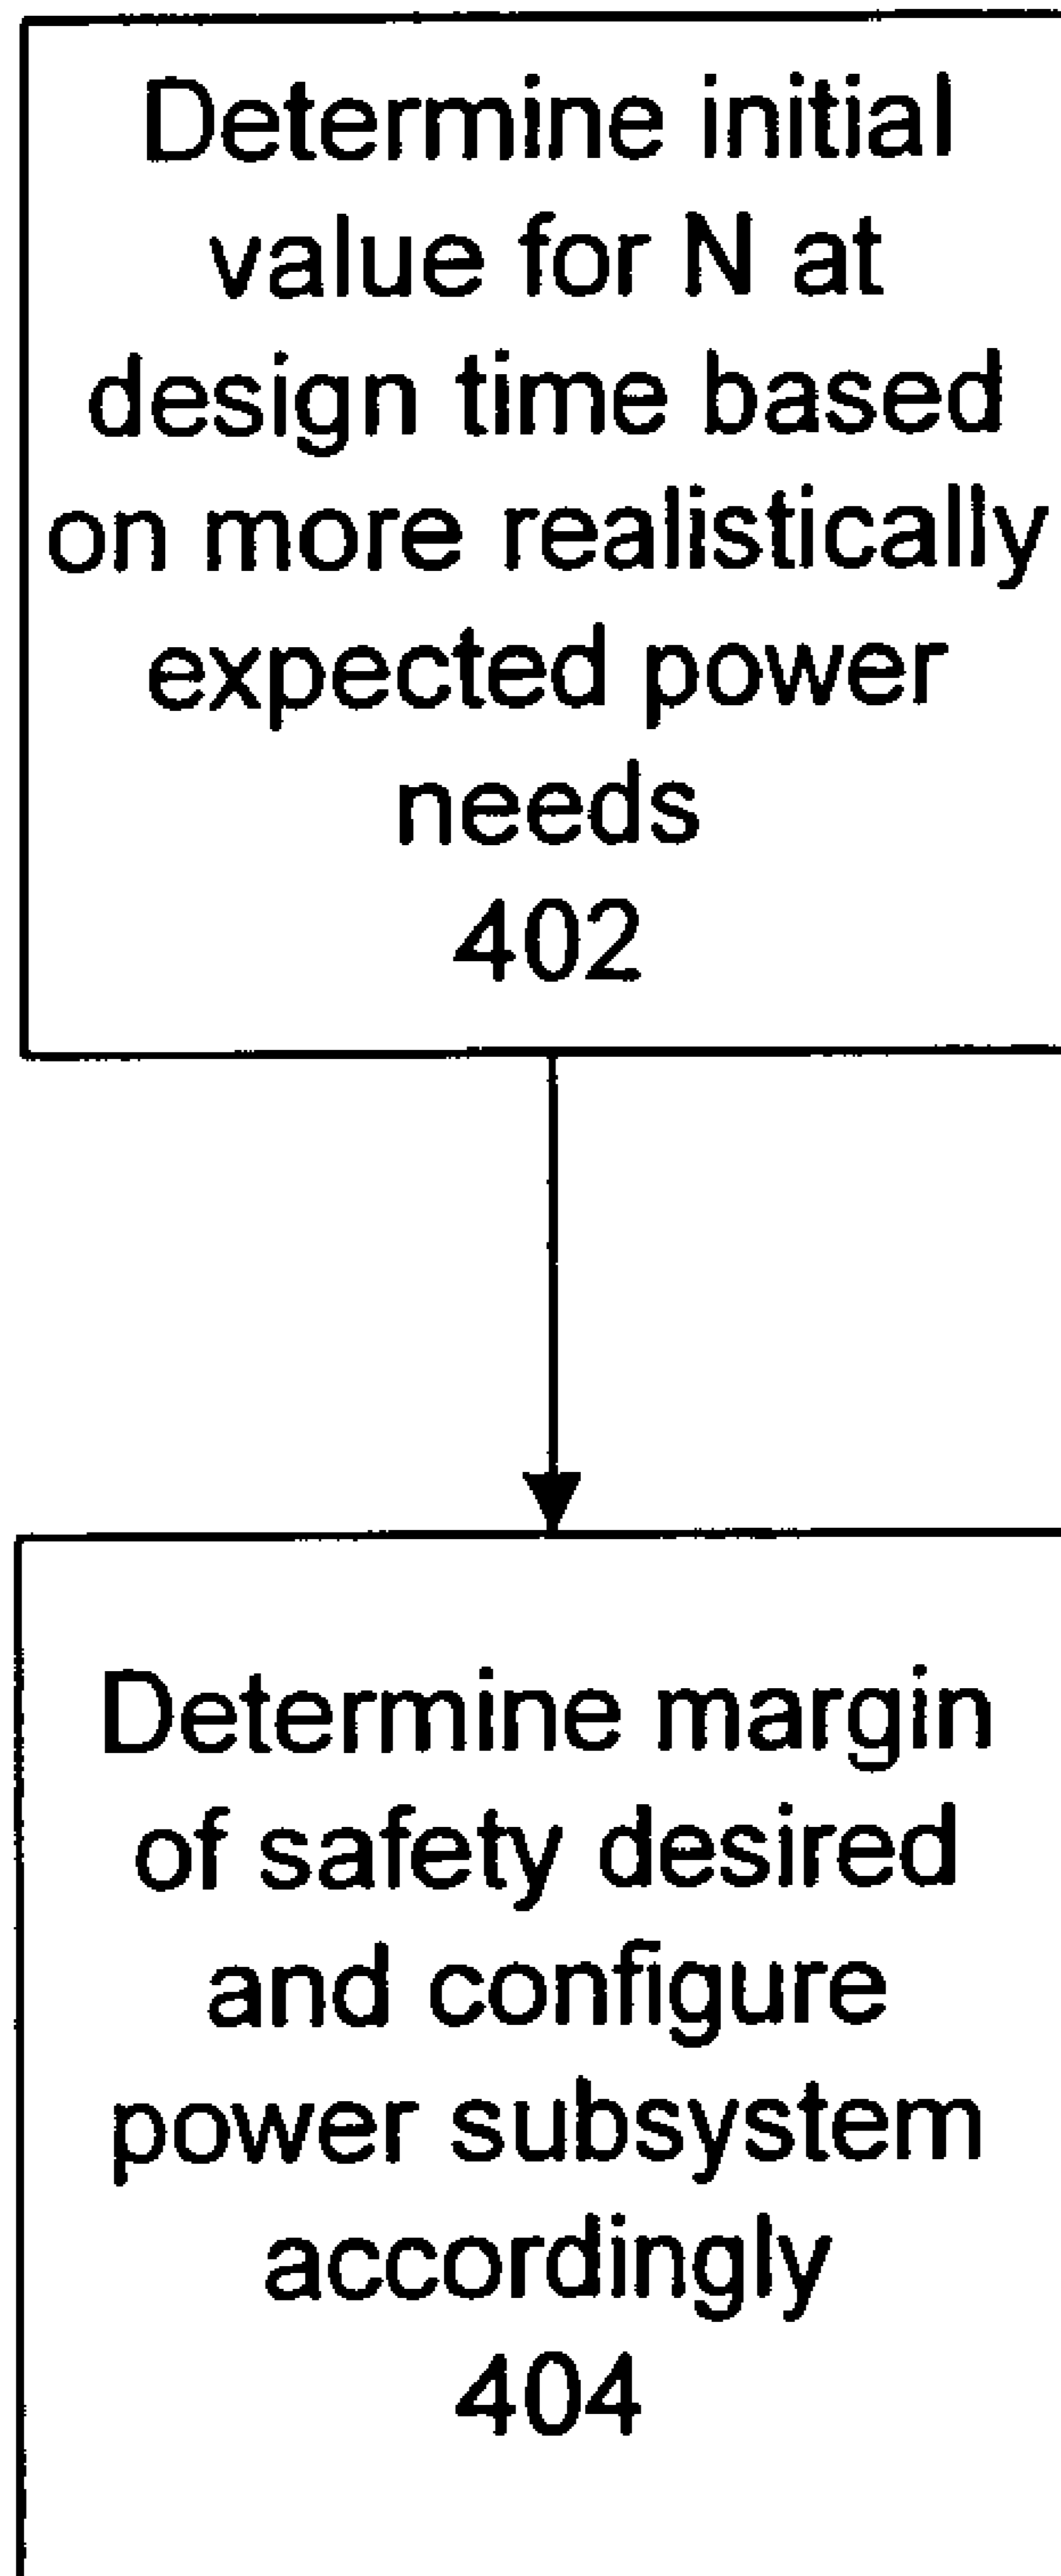 Determine initial
value for N at
design time based
on more realistically
expected power
needs
402
Determine margin
of safety desired
and configure
power subsystem
accordingly
404